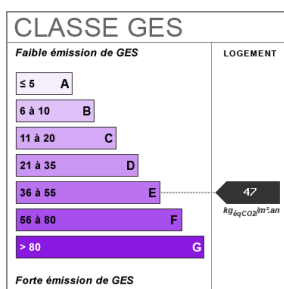 CLASSE GES
Faible émission de GES
LOGEMENT
≤ 5 A
6 à 10 B
11 à 20 C
21 à 35 D
36 à 55 E
47
kgéqCO2/m².an
56 à 80 F
> 80 G
Forte émission de GES